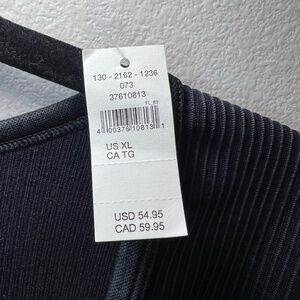 130 - 2162 - 1236
073
37610813
FL_89
4 00376 10813 1
US XL
CA TG
USD 54.95
CAD 59.95